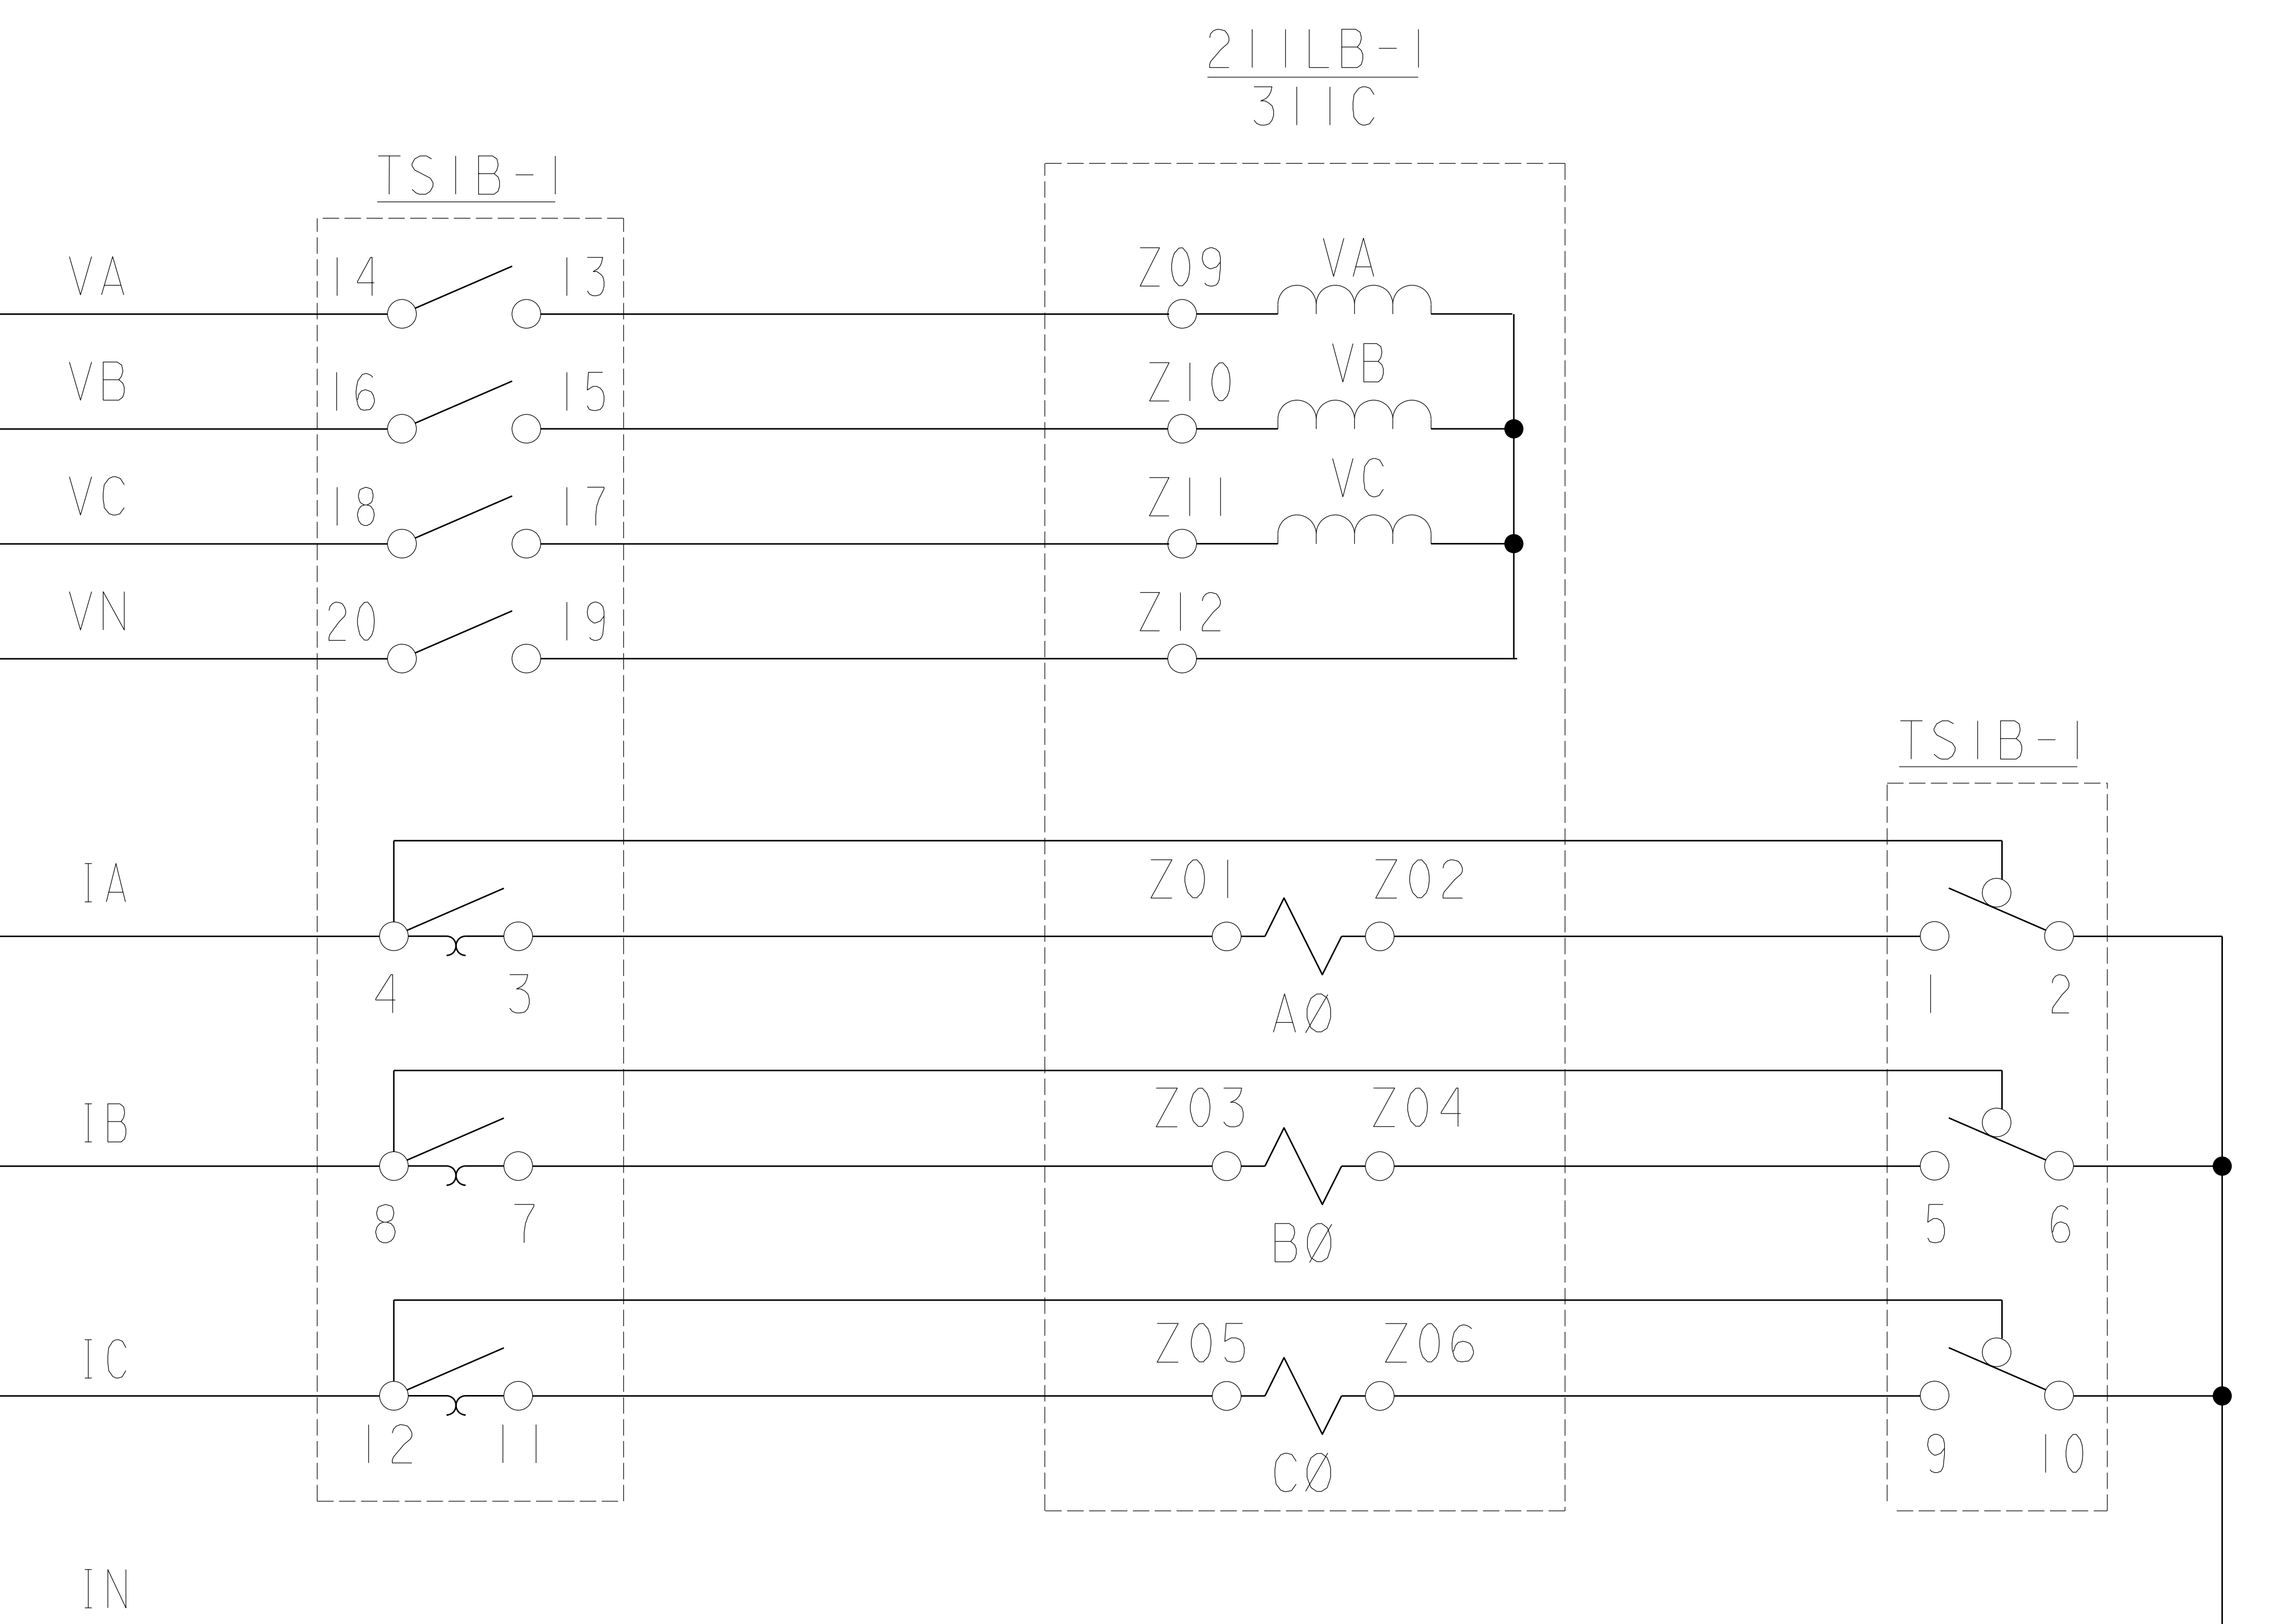 211LB-1
311C
TS1B-1
VA 14 13 Z09 VA
VB 16 15 Z10 VB
VC 18 17 Z11 VC
VN 20 19 Z12
TS1B-1
IA Z01 Z02
4 3 AØ 1 2
IB Z03 Z04
8 7 BØ 5 6
IC Z05 Z06
12 11 CØ 9 10
IN